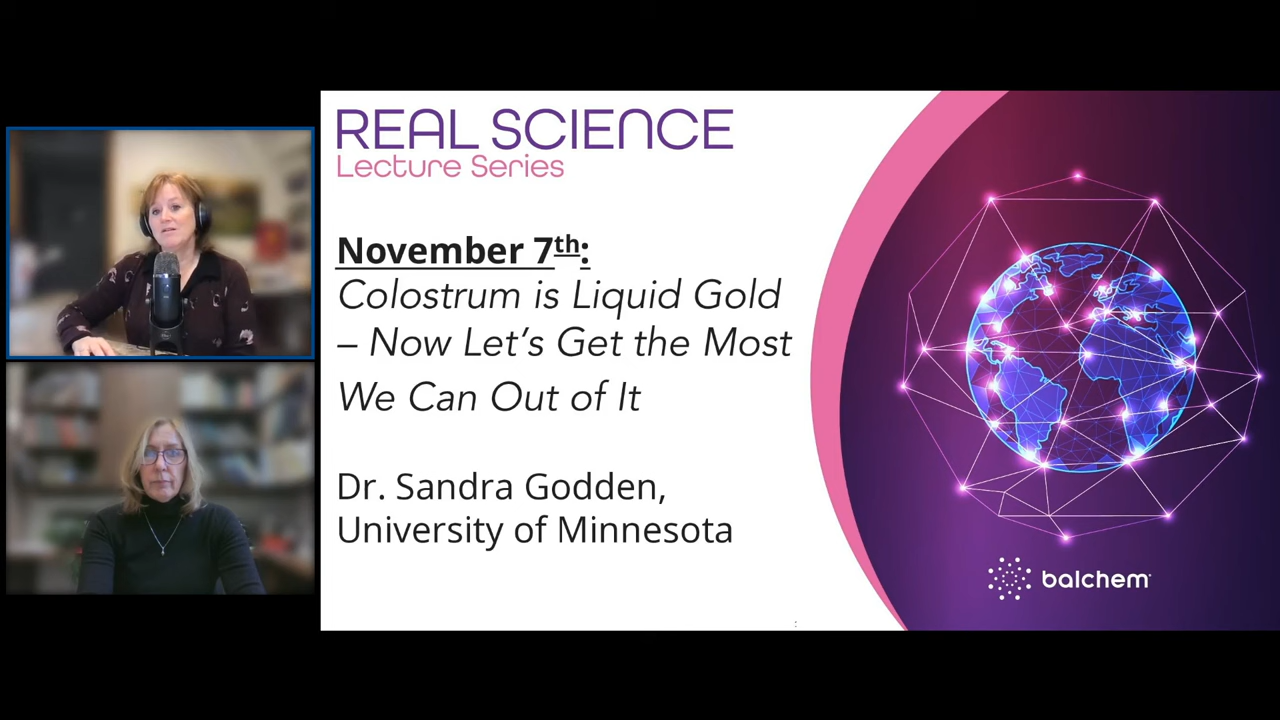 REAL SCIENCE
Lecture Series
November 7th:
Colostrum is Liquid Gold
– Now Let's Get the Most
We Can Out of It
Dr. Sandra Godden,
University of Minnesota
balchem™